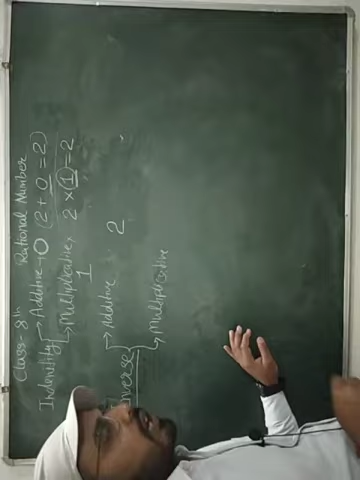 Class-8th Rational Number
Indentity → Additive → 0 (2 + 0 = 2)
→ Multiplicative, 2 × (1) = 2
1
Inverse → Additive 2
→ Multiplicative